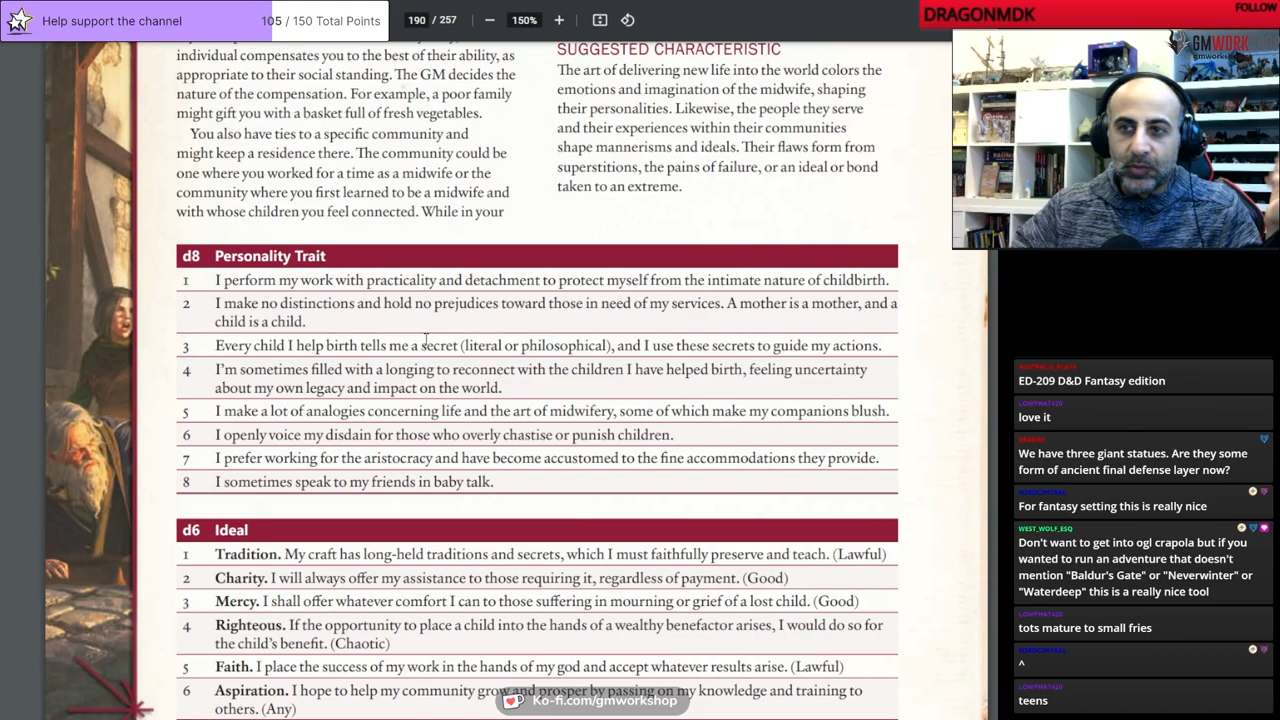 Help support the channel
105 / 150 Total Points
190 / 257
150%
DRAGONMDK
FOLLOW
GMWORK
gmworksho
individual compensates you to the best of their ability, as
appropriate to their social standing. The GM decides the
nature of the compensation. For example, a poor family
might gift you with a basket full of fresh vegetables.
You also have ties to a specific community and
might keep a residence there. The community could be
one where you worked for a time as a midwife or the
community where you first learned to be a midwife and
with whose children you feel connected. While in your
SUGGESTED CHARACTERISTIC
The art of delivering new life into the world colors the
emotions and imagination of the midwife, shaping
their personalities. Likewise, the people they serve
and their experiences within their communities
shape mannerisms and ideals. Their flaws form from
superstitions, the pains of failure, or an ideal or bond
taken to an extreme.
d8 Personality Trait
1 I perform my work with practicality and detachment to protect myself from the intimate nature of childbirth.
2 I make no distinctions and hold no prejudices toward those in need of my services. A mother is a mother, and a
child is a child.
3 Every child I help birth tells me a secret (literal or philosophical), and I use these secrets to guide my actions.
4 I'm sometimes filled with a longing to reconnect with the children I have helped birth, feeling uncertainty
about my own legacy and impact on the world.
5 I make a lot of analogies concerning life and the art of midwifery, some of which make my companions blush.
6 I openly voice my disdain for those who overly chastise or punish children.
7 I prefer working for the aristocracy and have become accustomed to the fine accommodations they provide.
8 I sometimes speak to my friends in baby talk.
d6 Ideal
1 Tradition. My craft has long-held traditions and secrets, which I must faithfully preserve and teach. (Lawful)
2 Charity. I will always offer my assistance to those requiring it, regardless of payment. (Good)
3 Mercy. I shall offer whatever comfort I can to those suffering in mourning or grief of a lost child. (Good)
4 Righteous. If the opportunity to place a child into the hands of a wealthy benefactor arises, I would do so for
the child's benefit. (Chaotic)
5 Faith. I place the success of my work in the hands of my god and accept whatever results arise. (Lawful)
6 Aspiration. I hope to help my community grow and prosper by passing on my knowledge and training to
others. (Any)
Ko-fi.com/gmworkshop
ED-209 D&D Fantasy edition
LOWPHAT420
love it
We have three giant statues. Are they some
form of ancient final defense layer now?
For fantasy setting this is really nice
WEST_WOLF_ESQ
Don't want to get into ogl crapola but if you
wanted to run an adventure that doesn't
mention "Baldur's Gate" or "Neverwinter" or
"Waterdeep" this is a really nice tool
LOWPHAT420
tots mature to small fries
^
LOWPHAT420
teens